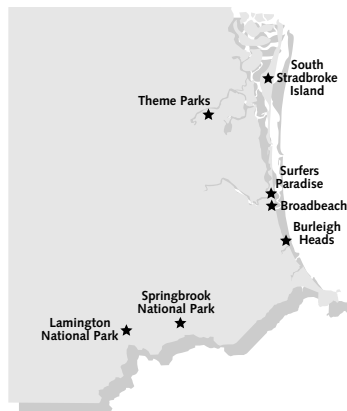 South
Stradbroke
Island
Theme Parks
Surfers
Paradise
Broadbeach
Burleigh
Heads
Springbrook
National Park
Lamington
National Park